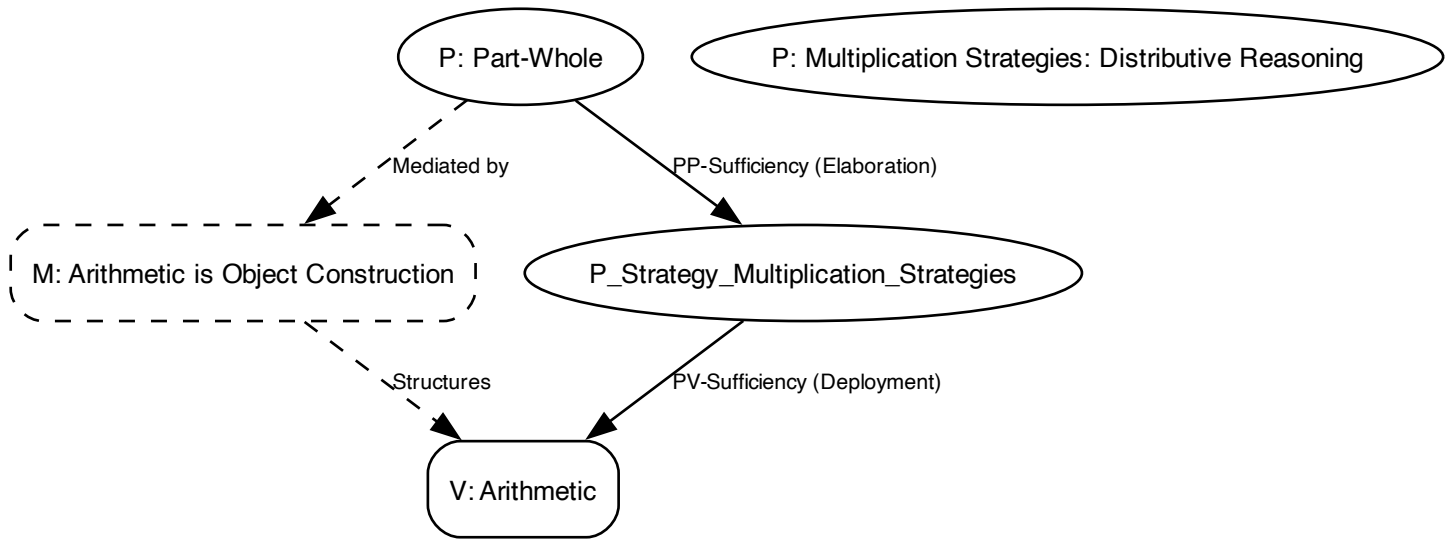 P: Part-Whole
P: Multiplication Strategies: Distributive Reasoning
Mediated by
PP-Sufficiency (Elaboration)
M: Arithmetic is Object Construction
P_Strategy_Multiplication_Strategies
Structures
PV-Sufficiency (Deployment)
V: Arithmetic